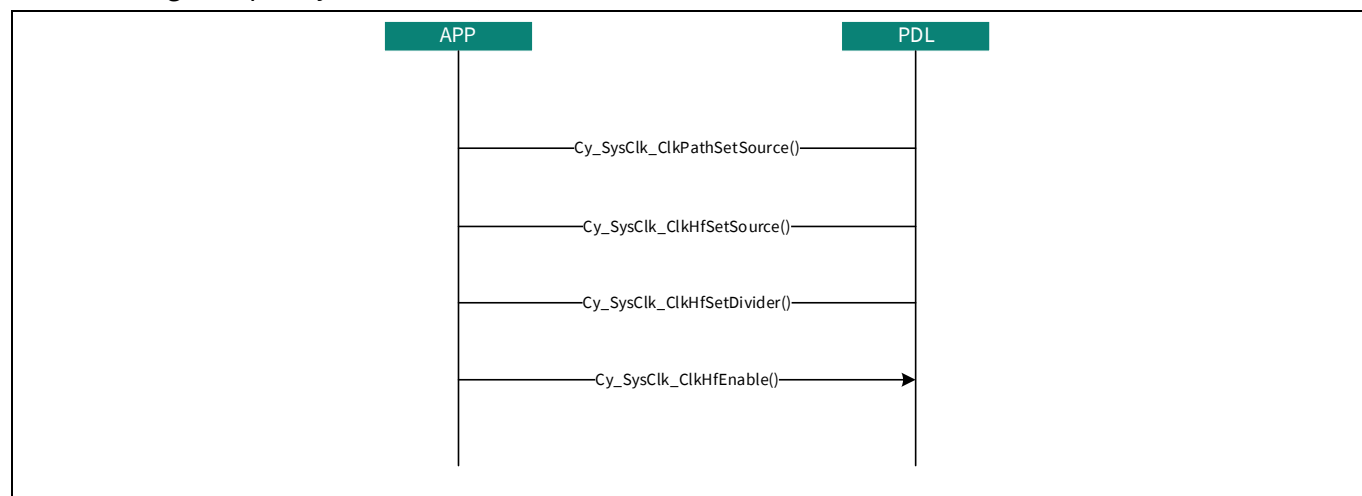 APP PDL
Cy_SysClk_ClkPathSetSource()
Cy_SysClk_ClkHfSetSource()
Cy_SysClk_ClkHfSetDivider()
Cy_SysClk_ClkHfEnable()